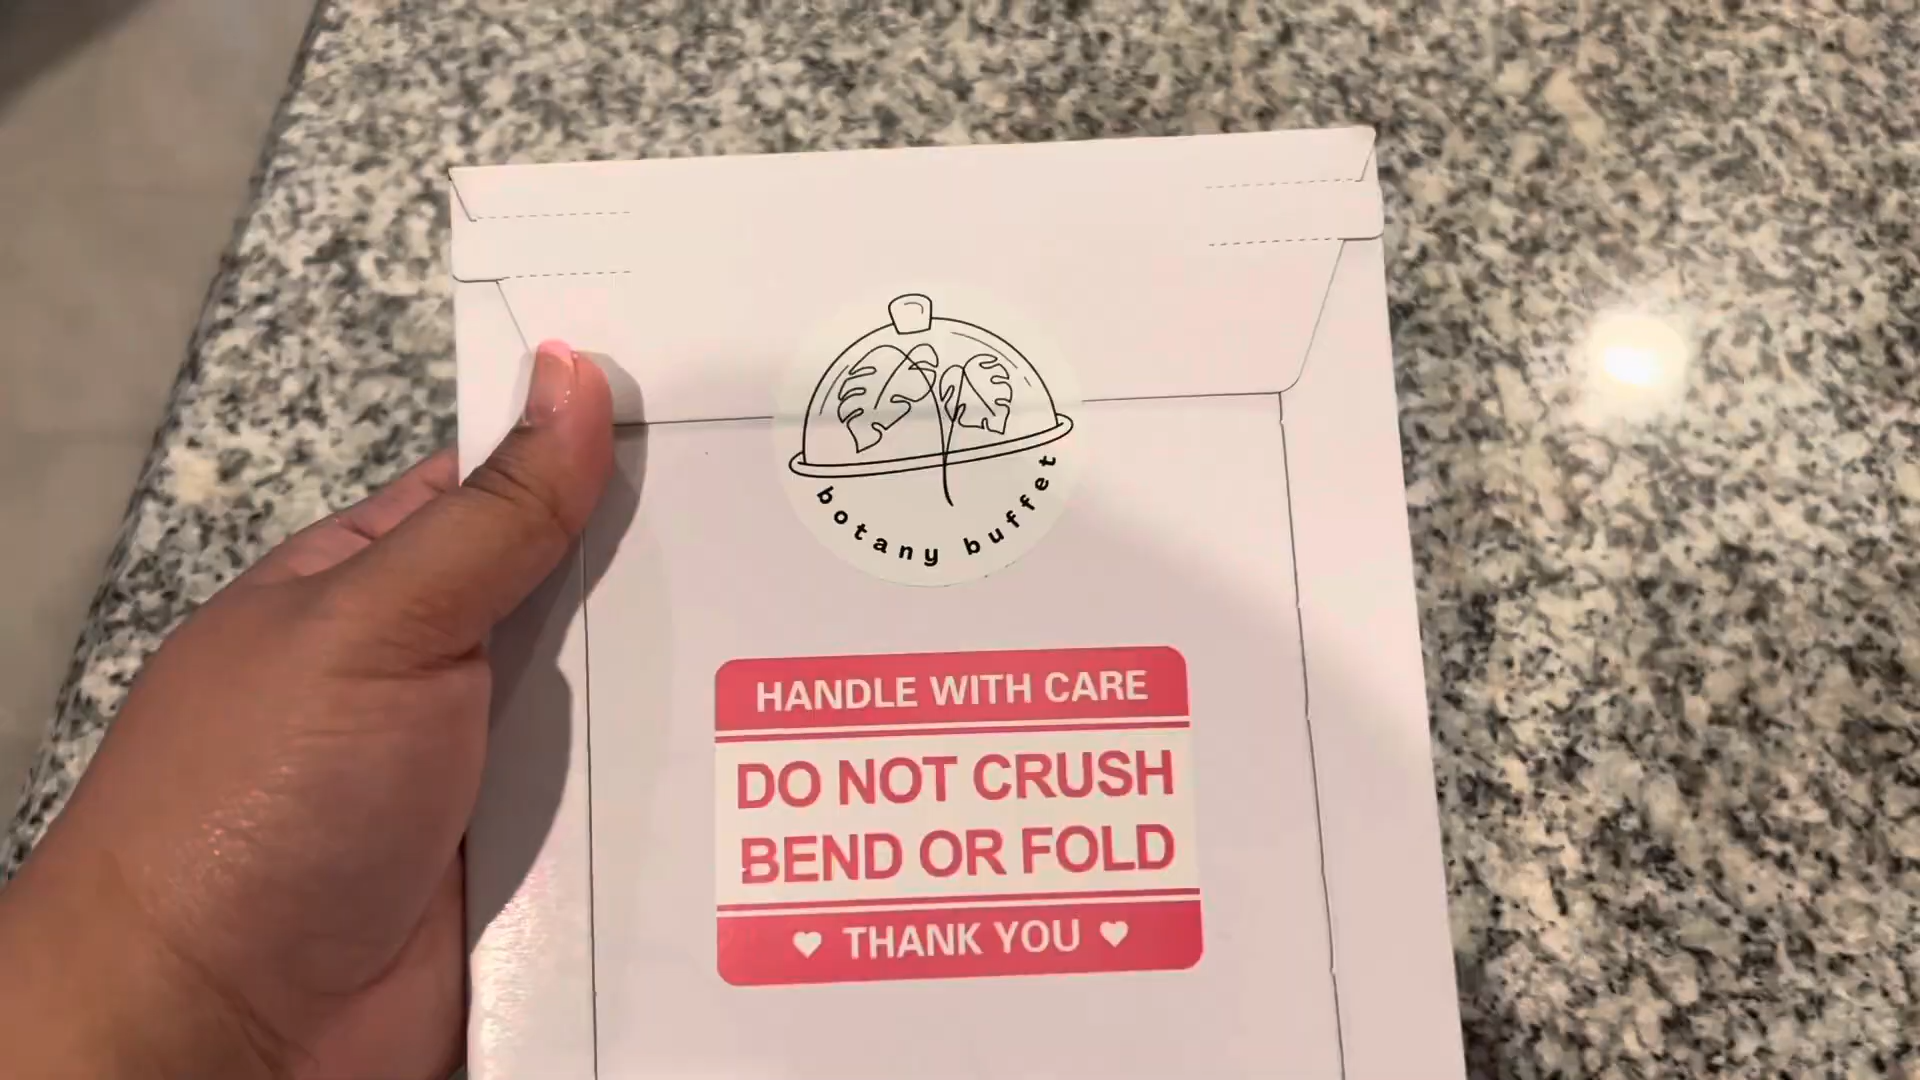 botany buffet
HANDLE WITH CARE
DO NOT CRUSH
BEND OR FOLD
THANK YOU